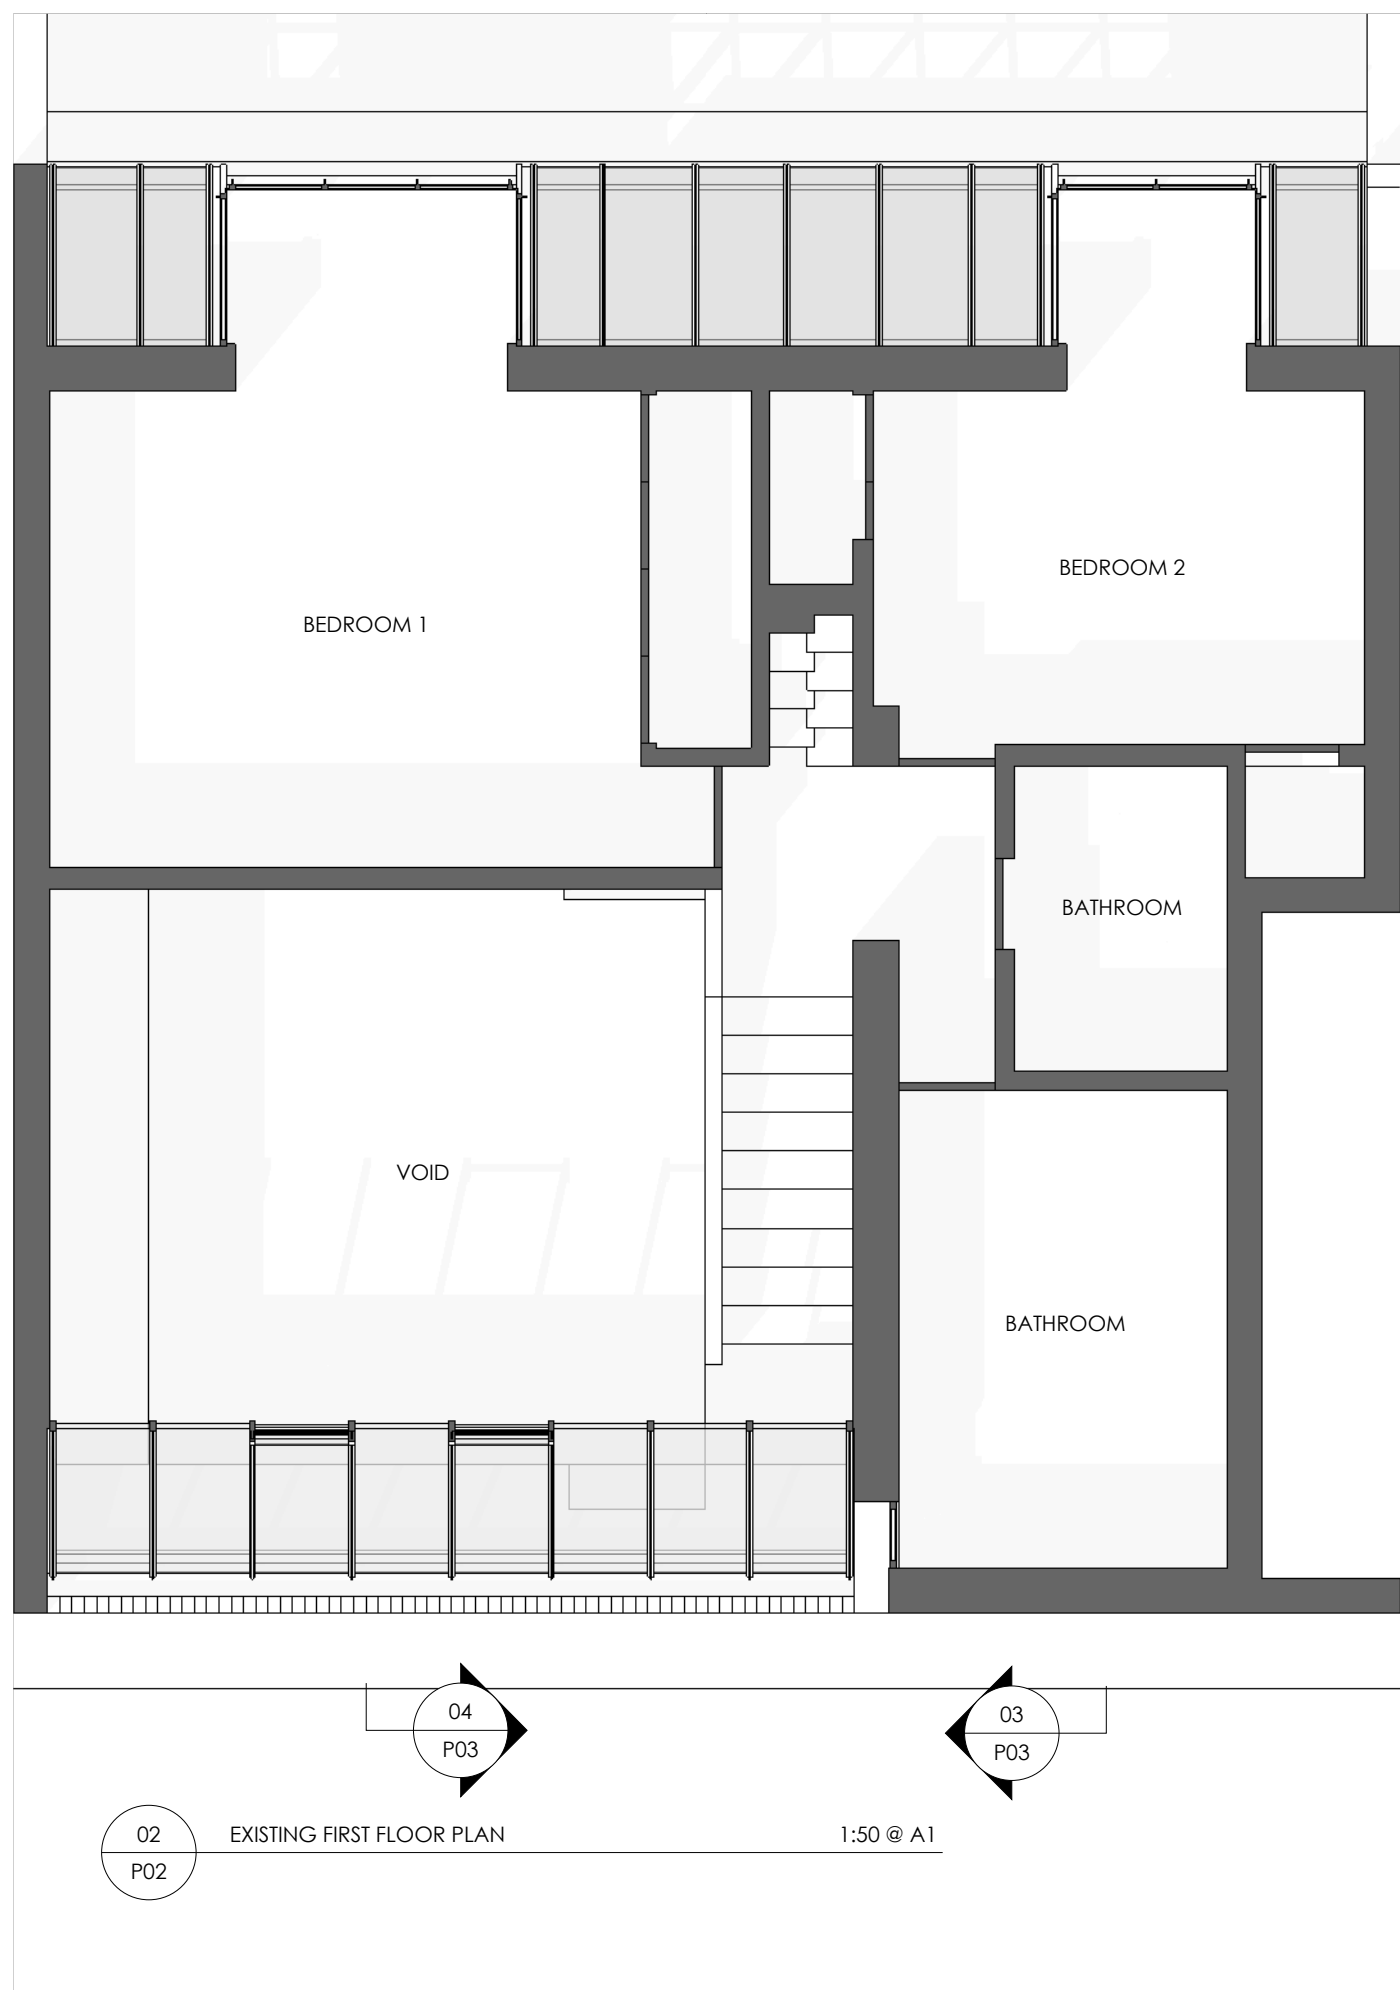 BEDROOM 2
BEDROOM 1
BATHROOM
VOID
BATHROOM
04
P03
03
P03
02
P02
EXISTING FIRST FLOOR PLAN
1:50 @ A1